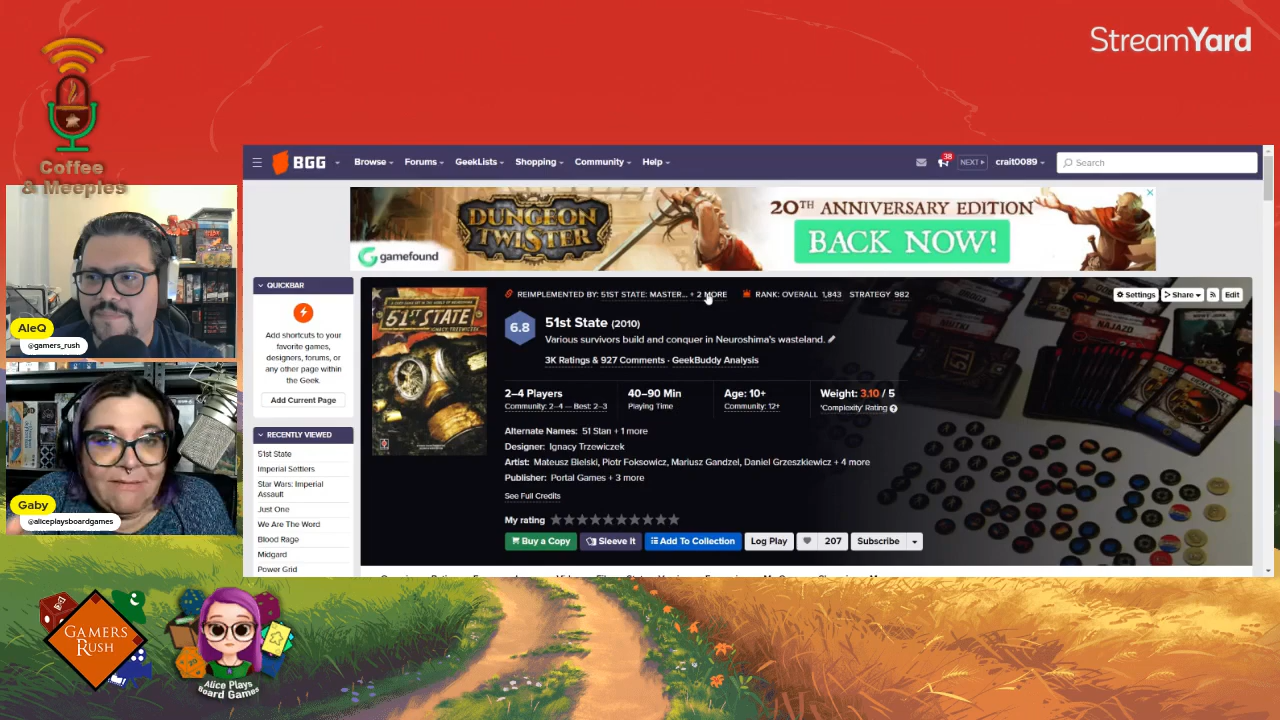 StreamYard
Coffee
& Meeples
BGG
Browse
Forums
GeekLists
Shopping
Community
Help
38
NEXT
crait0089
Search
DUNGEON
TWISTER
20TH ANNIVERSARY EDITION
BACK NOW!
gamefound
QUICKBAR
Add shortcuts to your
favorite games,
designers, forums, or
any other page within
the Geek.
Add Current Page
RECENTLY VIEWED
51st State
Imperial Settlers
Star Wars: Imperial
Assault
Just One
We Are The Word
Blood Rage
Midgard
Power Grid
51ST STATE
IGNACY TRZEWICZEK
REIMPLEMENTED BY: 51ST STATE: MASTER... + 2 MORE
RANK: OVERALL 1,843 STRATEGY 982
Settings
Share
Edit
6.8
51st State (2010)
Various survivors build and conquer in Neuroshima's wasteland.
3K Ratings & 927 Comments · GeekBuddy Analysis
2–4 Players
Community: 2–4 — Best: 2–3
40–90 Min
Playing Time
Age: 10+
Community: 12+
Weight: 3.10 / 5
'Complexity' Rating
Alternate Names: 51 Stan + 1 more
Designer: Ignacy Trzewiczek
Artist: Mateusz Bielski, Piotr Foksowicz, Mariusz Gandzel, Daniel Grzeszkiewicz + 4 more
Publisher: Portal Games + 3 more
See Full Credits
My rating
Buy a Copy
Sleeve It
Add To Collection
Log Play
207
Subscribe
MUTKI
NAJAZD
AleQ
@gamers_rush
Gaby
@aliceplaysboardgames
GAMERS
RUSH
Alice Plays
Board Games